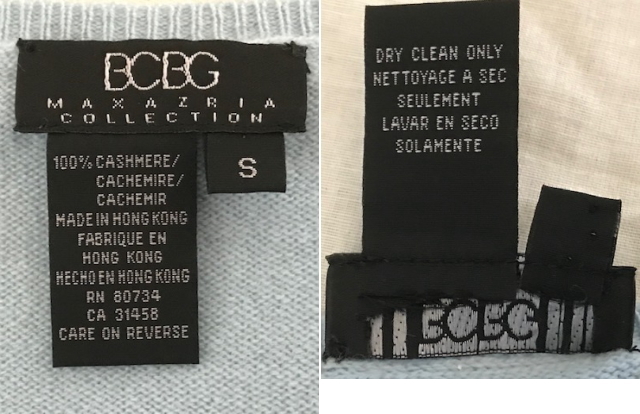 BCBG
MAXAZRIA
COLLECTION
S
100% CASHMERE/
CACHEMIRE/
CACHEMIR
MADE IN HONG KONG
FABRIQUE EN
HONG KONG
HECHO EN HONG KONG
RN 80734
CA 31458
CARE ON REVERSE
DRY CLEAN ONLY
NETTOYAGE A SEC
SEULEMENT
LAVAR EN SECO
SOLAMENTE
BCBG